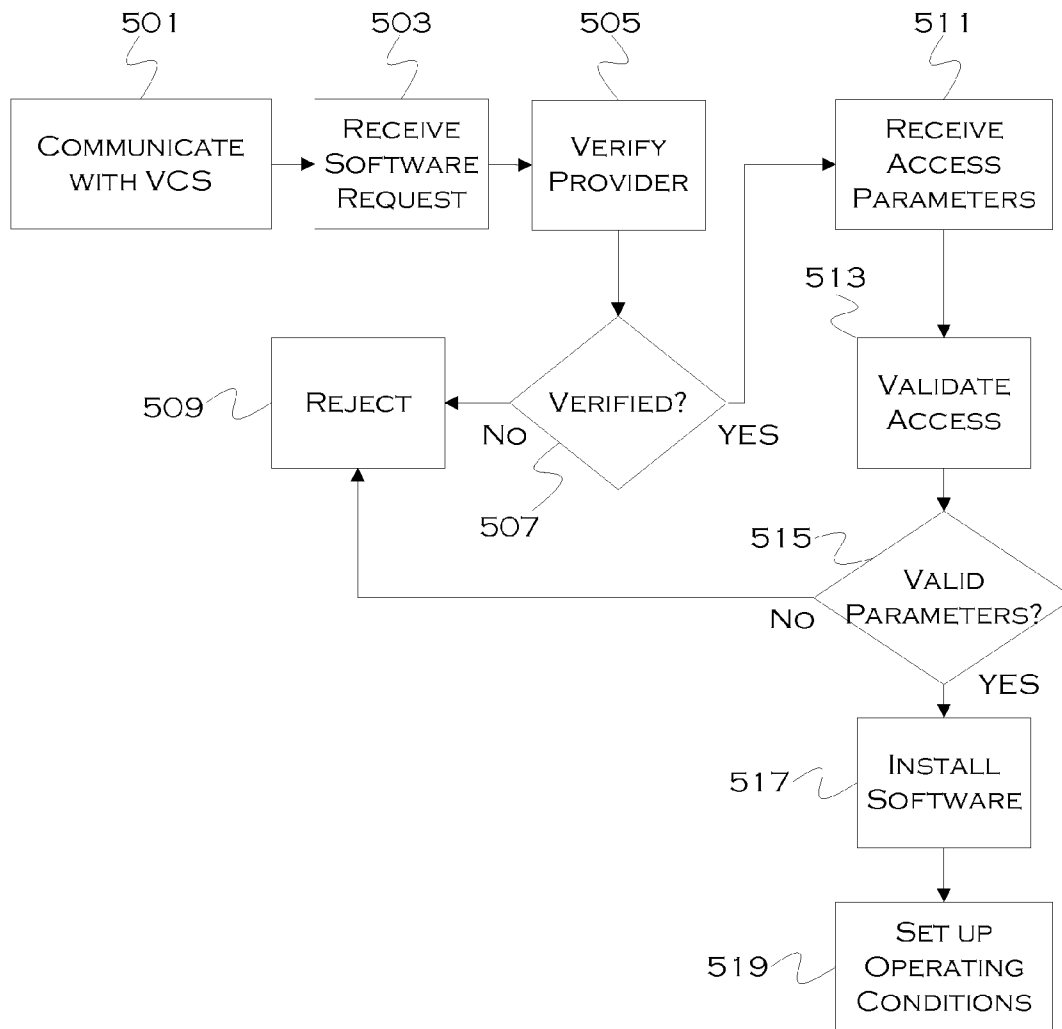 501
503
505
511
COMMUNICATE
WITH VCS
RECEIVE
SOFTWARE
REQUEST
VERIFY
PROVIDER
RECEIVE
ACCESS
PARAMETERS
513
509
REJECT
VERIFIED?
NO
YES
507
VALIDATE
ACCESS
515
VALID
PARAMETERS?
NO
YES
517
INSTALL
SOFTWARE
519
SET UP
OPERATING
CONDITIONS